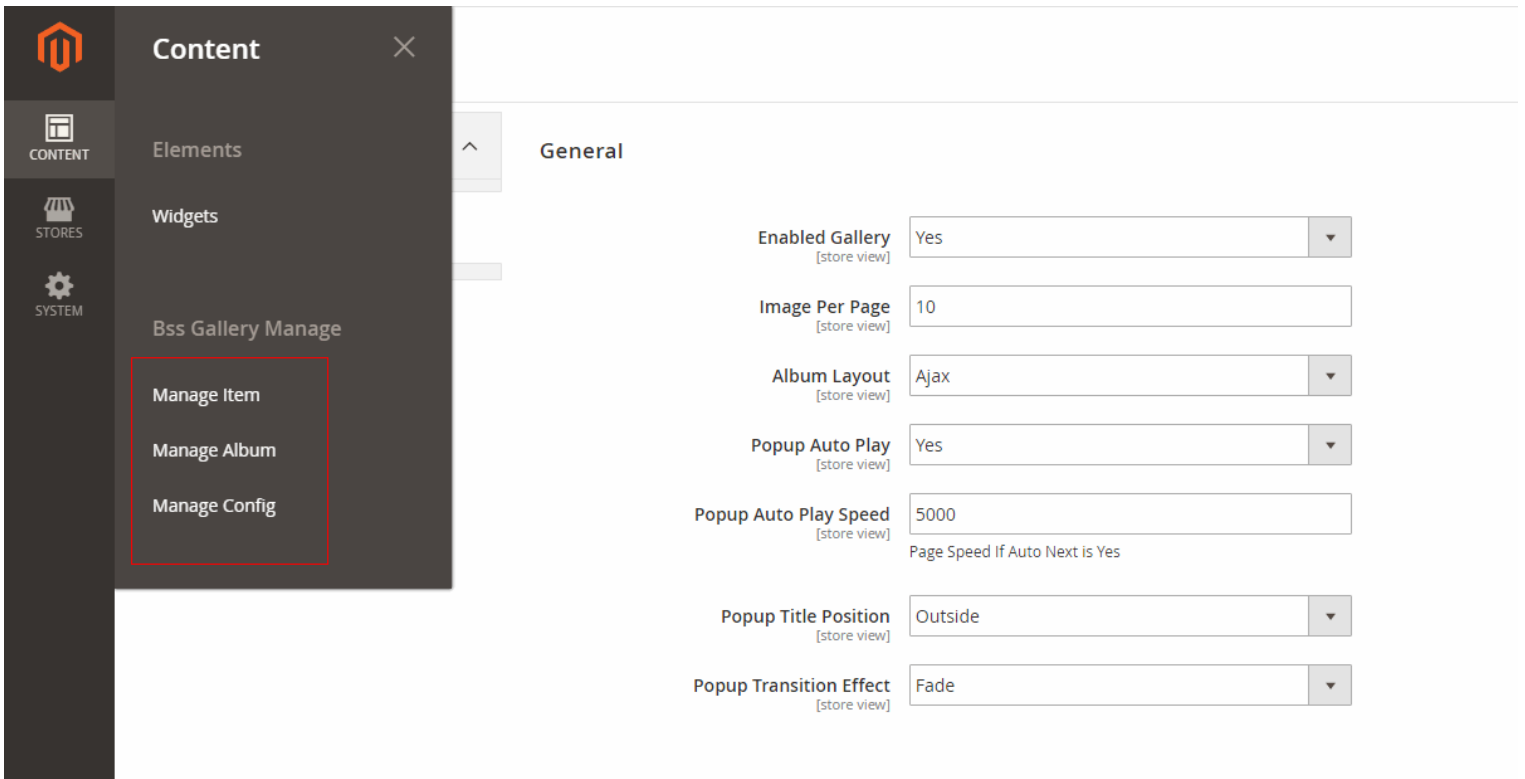 Content
CONTENT
STORES
SYSTEM
Elements
Widgets
Bss Gallery Manage
Manage Item
Manage Album
Manage Config
General
Enabled Gallery
[store view]
Yes
Image Per Page
[store view]
10
Album Layout
[store view]
Ajax
Popup Auto Play
[store view]
Yes
Popup Auto Play Speed
[store view]
5000
Page Speed If Auto Next is Yes
Popup Title Position
[store view]
Outside
Popup Transition Effect
[store view]
Fade